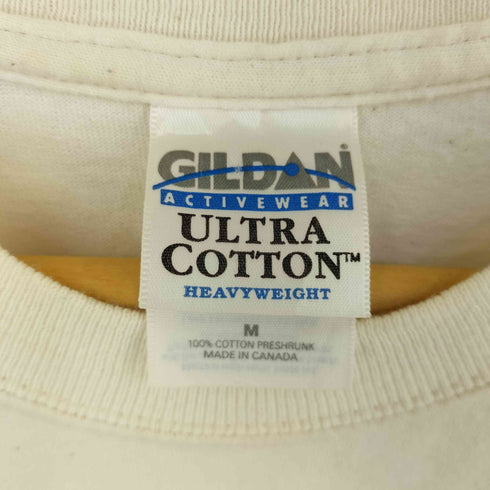 GILDAN
ACTIVEWEAR
ULTRA
COTTON™
HEAVYWEIGHT
M
100% COTTON PRESHRUNK
MADE IN CANADA